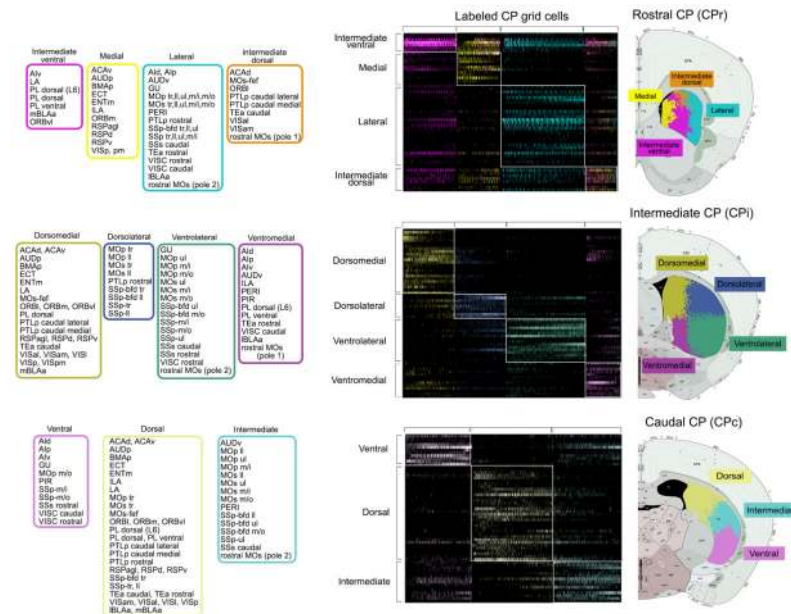 Labeled CP grid cells
Rostral CP (CPr)
Intermediate
ventral
AIv
LA
PL dorsal (L6)
PL dorsal
PL ventral
mBLAa
ORBvl
Medial
ACAv
AUDp
BMAp
ECT
ENTm
ILA
ORBm
RSPagl
RSPd
RSPv
VISp, pm
Lateral
AId, AIp
AUDv
GU
MOp tr,ll,ul,m/i,m/o
MOs tr,ll,ul,m/i,m/o
PERI
PTLp rostral
SSp-bfd tr,ll,ul
SSp tr,ll,ul,m/i
SSs caudal
TEa rostral
VISC rostral
VISC caudal
lBLAa
rostral MOs (pole 2)
intermediate
dorsal
ACAd
MOs-fef
ORBl
PTLp caudal lateral
PTLp caudal medial
TEa caudal
VISal
VISam
rostral MOs (pole 1)
Intermediate
ventral
Medial
Lateral
Intermediate
dorsal
Medial
Intermediate
dorsal
Lateral
Intermediate
ventral
Intermediate CP (CPi)
Dorsomedial
ACAd, ACAv
AUDp
BMAp
ECT
ENTm
LA
MOs-fef
ORBl, ORBm, ORBvl
PL dorsal
PTLp caudal lateral
PTLp caudal medial
RSPagl, RSPd, RSPv
TEa caudal
VISal, VISam, VISl
VISp, VISpm
mBLAa
Dorsolateral
MOp tr
MOp ll
MOs tr
MOs ll
PTLp rostral
SSp-bfd tr
SSp-bfd ll
SSp-tr
SSp-ll
Ventrolateral
GU
MOp ul
MOp m/i
MOp m/o
MOs ul
MOs m/i
MOs m/o
SSp-bfd ul
SSp-bfd m/o
SSp-m/i
SSp-m/o
SSp-ul
SSs caudal
SSs rostral
VISC rostral
rostral MOs (pole 2)
Ventromedial
AId
AIp
AIv
AUDv
ILA
PERI
PIR
PL dorsal (L6)
PL ventral
TEa rostral
VISC caudal
lBLAa
rostral MOs
(pole 1)
Dorsomedial
Dorsolateral
Ventrolateral
Ventromedial
Dorsomedial
Dorsolateral
Ventrolateral
Ventromedial
Caudal CP (CPc)
Ventral
AId
AIp
AIv
GU
MOp m/o
PIR
SSp-m/i
SSp-m/o
SSs rostral
VISC caudal
VISC rostral
Dorsal
ACAd, ACAv
AUDp
BMAp
ECT
ENTm
ILA
LA
MOp tr
MOs tr
MOs-fef
ORBl, ORBm, ORBvl
PL dorsal (L6)
PL dorsal, PL ventral
PTLp caudal lateral
PTLp caudal medial
PTLp rostral
RSPagl, RSPd, RSPv
SSp-bfd tr
SSp-tr, ll
TEa caudal, TEa rostral
VISam, VISal, VISl, VISp
lBLAa, mBLAa
Intermediate
AUDv
MOp ll
MOp ul
MOp m/i
MOs ll
MOs ul
MOs m/i
MOs m/o
PERI
SSp-bfd ll
SSp-bfd ul
SSp-bfd m/o
SSp-ul
SSs caudal
rostral MOs (pole 2)
Ventral
Dorsal
Intermediate
Dorsal
Intermediate
Ventral